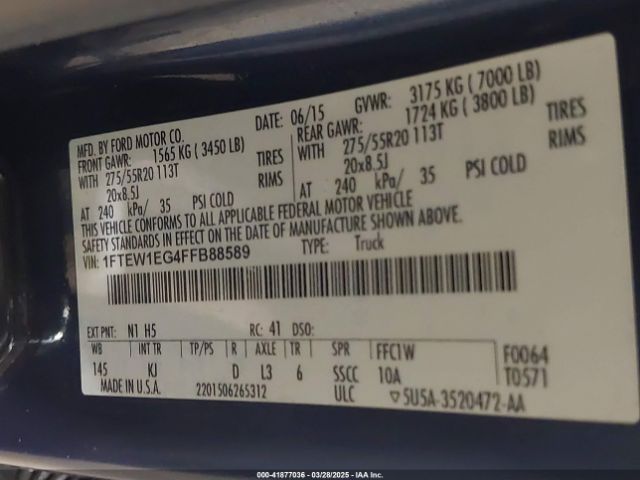 MFD. BY FORD MOTOR CO. DATE: 06/15 GVWR: 3175 KG ( 7000 LB)
FRONT GAWR: 1565 KG ( 3450 LB) REAR GAWR: 1724 KG ( 3800 LB)
WITH 275/55R20 113T TIRES WITH 275/55R20 113T TIRES
20x8.5J RIMS 20x8.5J RIMS
AT 240 kPa/ 35 PSI COLD AT 240 kPa/ 35 PSI COLD
THIS VEHICLE CONFORMS TO ALL APPLICABLE FEDERAL MOTOR VEHICLE
SAFETY STANDARDS IN EFFECT ON THE DATE OF MANUFACTURE SHOWN ABOVE.
VIN: 1FTEW1EG4FFB88589 TYPE: Truck
EXT PNT: N1 H5 RC: 41 DSO:
WB INT TR TP/PS R AXLE TR SPR FFC1W F0064
145 KJ D L3 6 SSCC 10A T0571
MADE IN U.S.A. 2201506265312 ULC ▽5U5A-3520472-AA
000-41877036 - 03/28/2025 - IAA Inc.